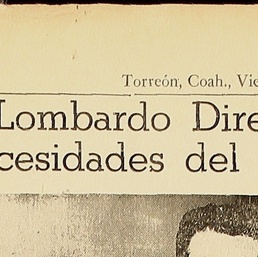 Torreón, Coah., Vie
Lombardo Dire
cesidades del